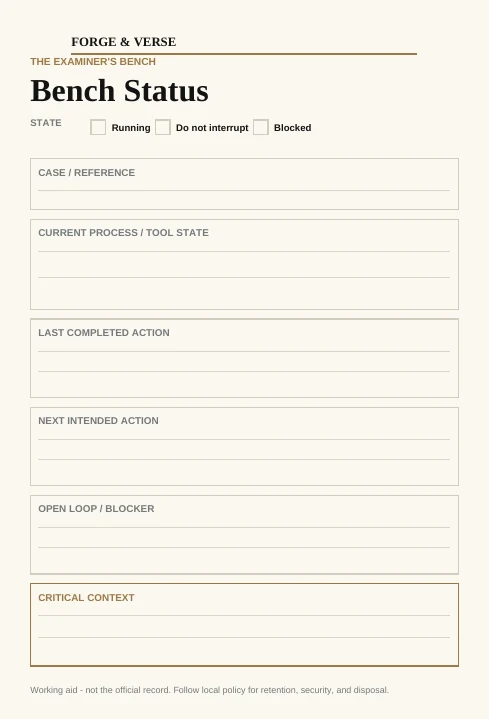 FORGE & VERSE
THE EXAMINER'S BENCH
Bench Status
STATE Running Do not interrupt Blocked
CASE / REFERENCE
CURRENT PROCESS / TOOL STATE
LAST COMPLETED ACTION
NEXT INTENDED ACTION
OPEN LOOP / BLOCKER
CRITICAL CONTEXT
Working aid - not the official record. Follow local policy for retention, security, and disposal.